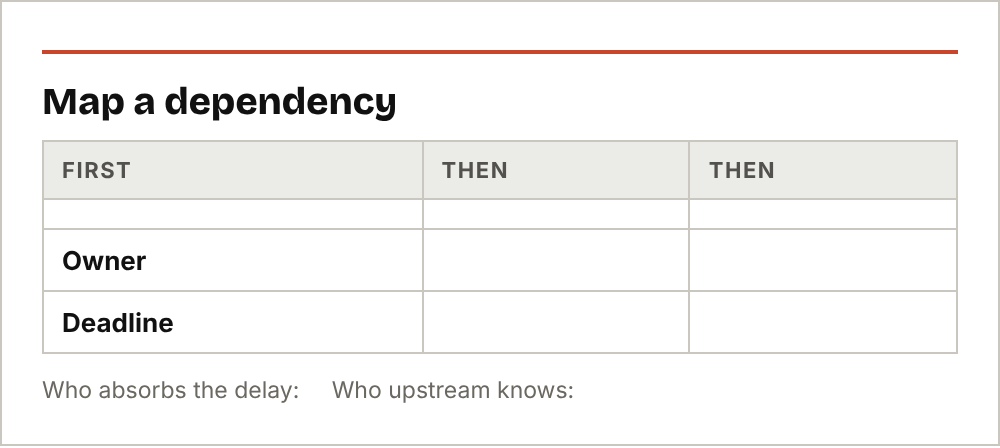 Map a dependency
FIRST THEN THEN
Owner
Deadline
Who absorbs the delay: Who upstream knows: